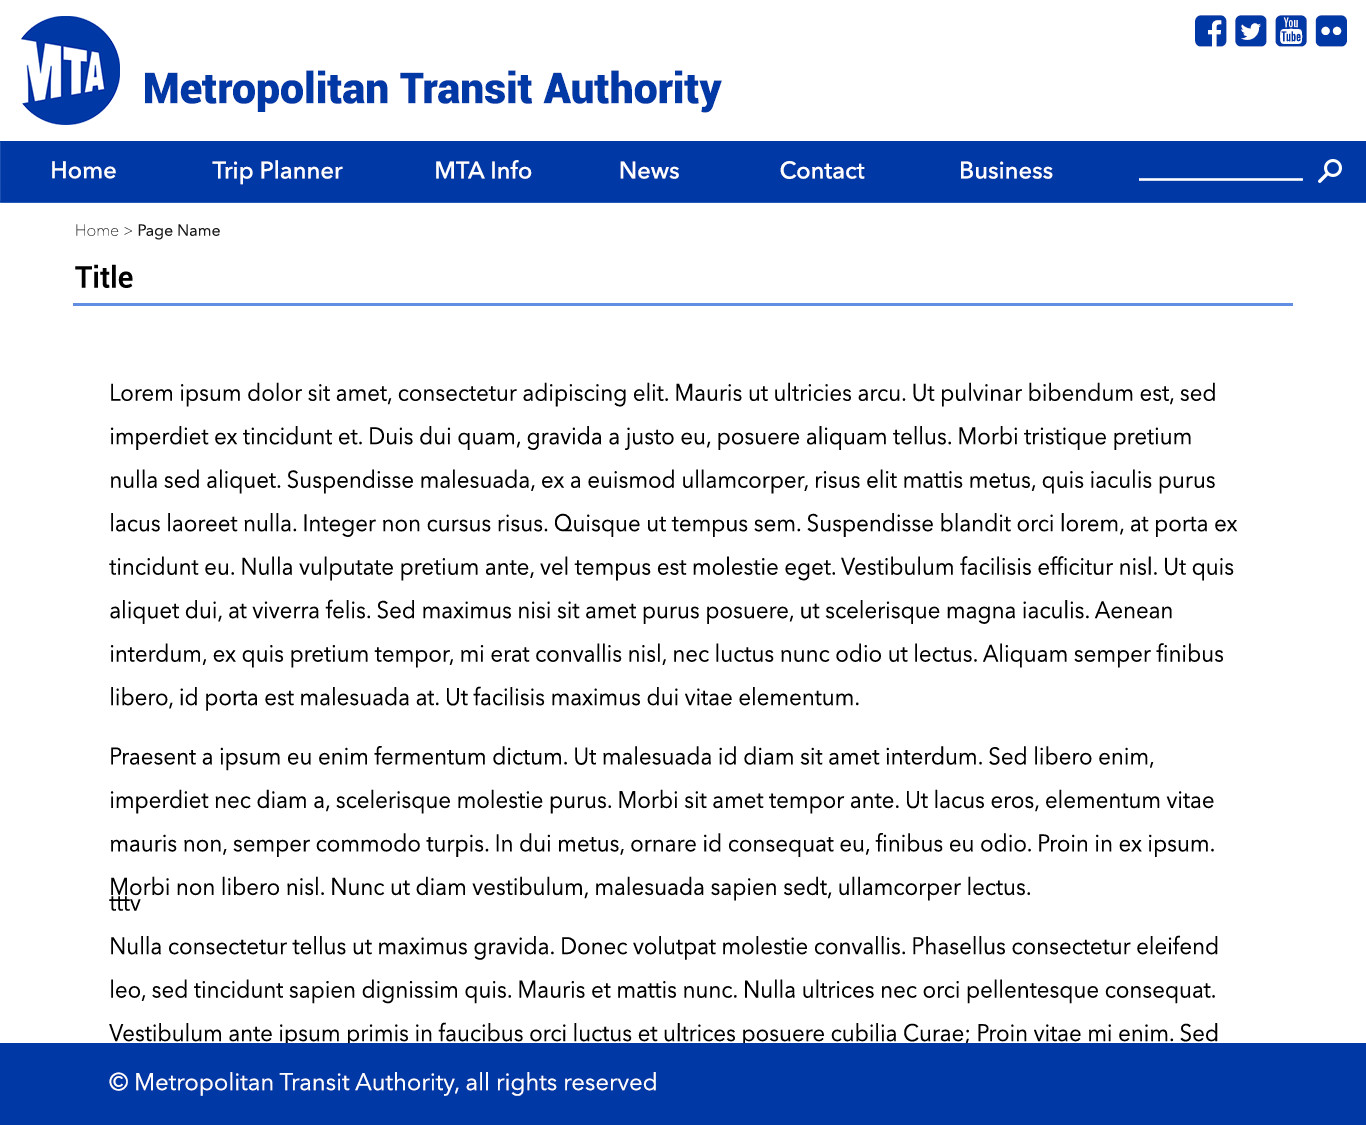 MTA
Metropolitan Transit Authority
You
Tube
Home Trip Planner MTA Info News Contact Business
Home > Page Name
Title
Lorem ipsum dolor sit amet, consectetur adipiscing elit. Mauris ut ultricies arcu. Ut pulvinar bibendum est, sed
imperdiet ex tincidunt et. Duis dui quam, gravida a justo eu, posuere aliquam tellus. Morbi tristique pretium
nulla sed aliquet. Suspendisse malesuada, ex a euismod ullamcorper, risus elit mattis metus, quis iaculis purus
lacus laoreet nulla. Integer non cursus risus. Quisque ut tempus sem. Suspendisse blandit orci lorem, at porta ex
tincidunt eu. Nulla vulputate pretium ante, vel tempus est molestie eget. Vestibulum facilisis efficitur nisl. Ut quis
aliquet dui, at viverra felis. Sed maximus nisi sit amet purus posuere, ut scelerisque magna iaculis. Aenean
interdum, ex quis pretium tempor, mi erat convallis nisl, nec luctus nunc odio ut lectus. Aliquam semper finibus
libero, id porta est malesuada at. Ut facilisis maximus dui vitae elementum.
Praesent a ipsum eu enim fermentum dictum. Ut malesuada id diam sit amet interdum. Sed libero enim,
imperdiet nec diam a, scelerisque molestie purus. Morbi sit amet tempor ante. Ut lacus eros, elementum vitae
mauris non, semper commodo turpis. In dui metus, ornare id consequat eu, finibus eu odio. Proin in ex ipsum.
Morbi non libero nisl. Nunc ut diam vestibulum, malesuada sapien sedt, ullamcorper lectus.
tttv
Nulla consectetur tellus ut maximus gravida. Donec volutpat molestie convallis. Phasellus consectetur eleifend
leo, sed tincidunt sapien dignissim quis. Mauris et mattis nunc. Nulla ultrices nec orci pellentesque consequat.
Vestibulum ante ipsum primis in faucibus orci luctus et ultrices posuere cubilia Curae; Proin vitae mi enim. Sed
© Metropolitan Transit Authority, all rights reserved